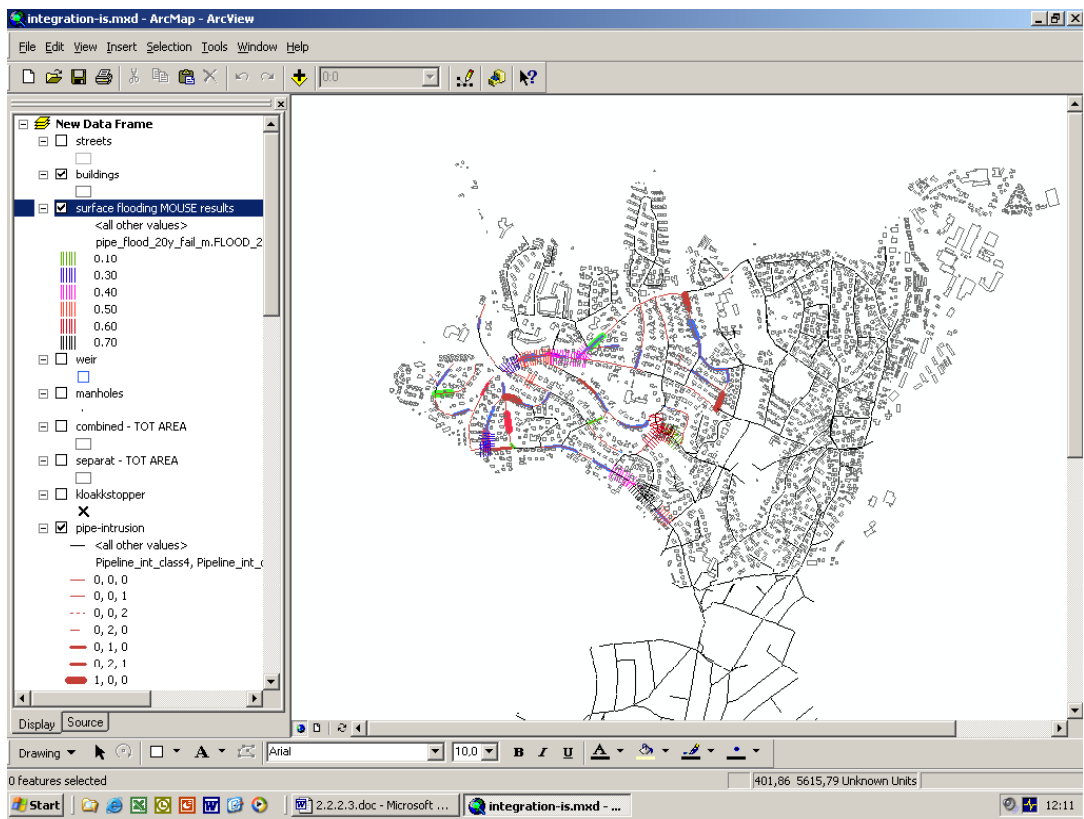 integration-is.mxd - ArcMap - ArcView
File Edit View Insert Selection Tools Window Help
0:0
New Data Frame
streets
buildings
surface flooding MOUSE results
<all other values>
pipe_flood_20y_fail_m.FLOOD_2
0.10
0.30
0.40
0.50
0.60
0.70
weir
manholes
combined - TOT AREA
separat - TOT AREA
kloakkstopper
pipe-intrusion
<all other values>
Pipeline_int_class4, Pipeline_int_c
0, 0, 0
0, 0, 1
0, 0, 2
0, 2, 0
0, 1, 0
0, 2, 1
1, 0, 0
Display Source
Drawing A Arial 10,0 B I U A
0 features selected 401,86 5615,79 Unknown Units
Start 2.2.2.3.doc - Microsoft ... integration-is.mxd - ... 12:11